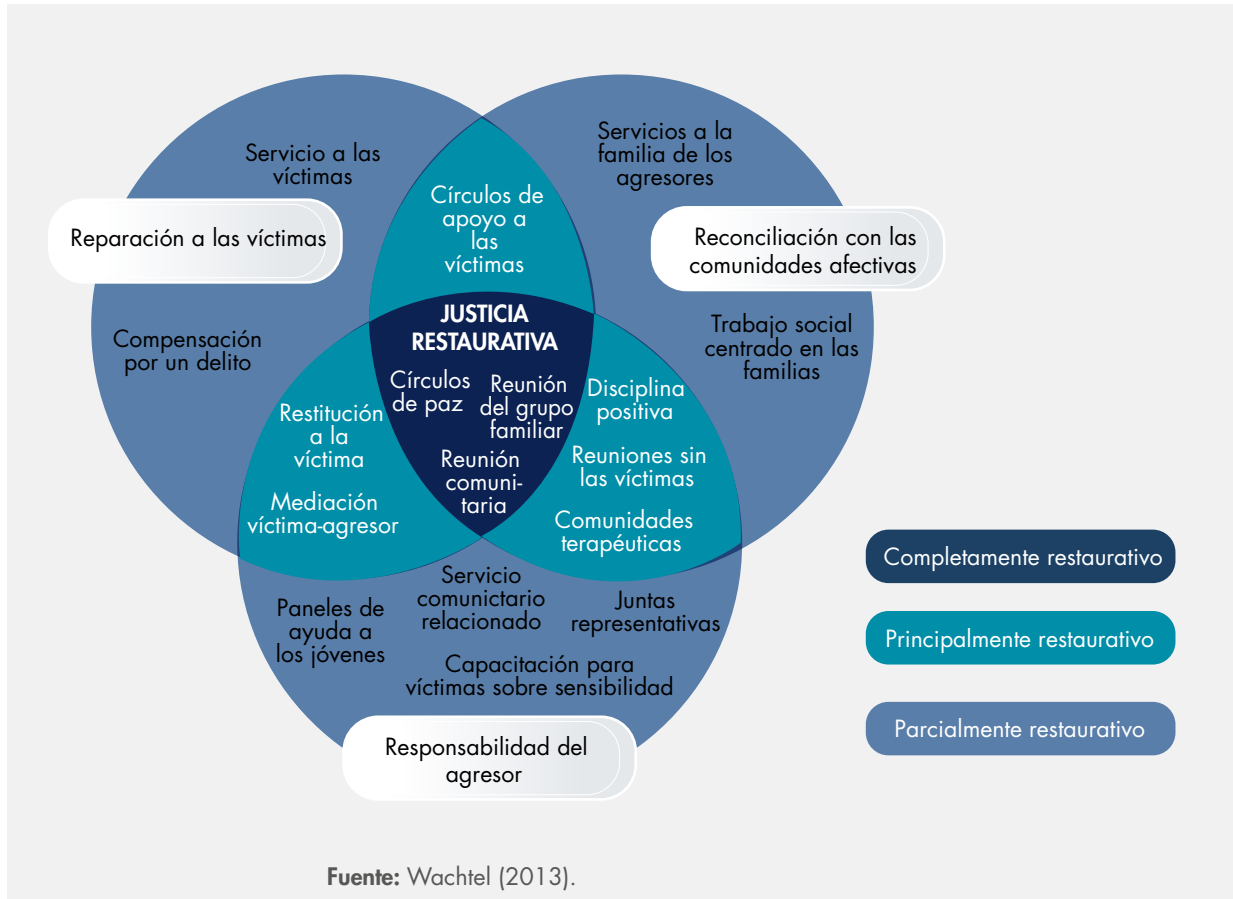 Servicio a las
víctimas
Servicios a la
familia de los
agresores
Círculos de
apoyo a
las
víctimas
Reparación a las víctimas
Reconciliación con las
comunidades afectivas
JUSTICIA
RESTAURATIVA
Compensación
por un delito
Trabajo social
centrado en las
familias
Círculos
de paz
Reunión
del grupo
familiar
Reunión
comuni-
taria
Disciplina
positiva
Restitución
a la
víctima
Reuniones sin
las víctimas
Mediación
víctima-agresor
Comunidades
terapéuticas
Paneles de
ayuda a
los jóvenes
Servicio
comunictario
relacionado
Juntas
representativas
Capacitación para
víctimas sobre sensibilidad
Responsabilidad del
agresor
Completamente restaurativo
Principalmente restaurativo
Parcialmente restaurativo
Fuente: Wachtel (2013).